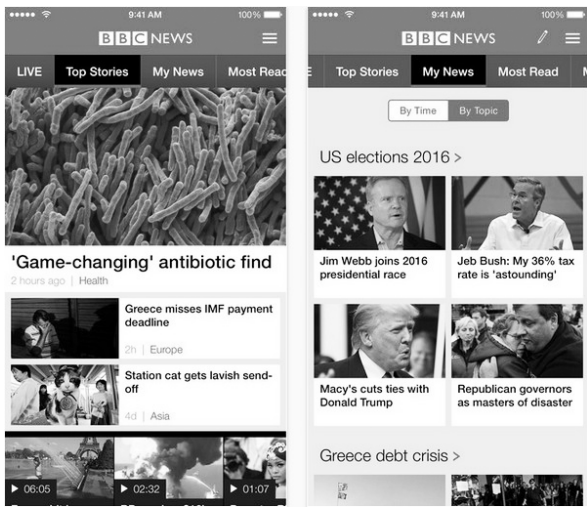 9:41 AM
100%
BBC NEWS
LIVE
Top Stories
My News
Most Read
'Game-changing' antibiotic find
2 hours ago | Health
Greece misses IMF payment
deadline
2h | Europe
Station cat gets lavish send-
off
4d | Asia
06:05
02:32
01:07
9:41 AM
100%
BBC NEWS
E
Top Stories
My News
Most Read
By Time
By Topic
US elections 2016 >
Jim Webb joins 2016
presidential race
Jeb Bush: My 36% tax
rate is 'astounding'
Macy's cuts ties with
Donald Trump
Republican governors
as masters of disaster
Greece debt crisis >